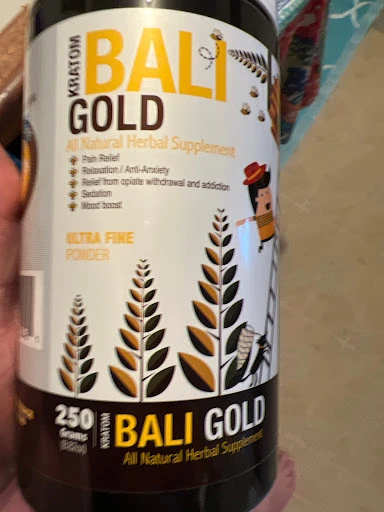 KRATOM
BALI
GOLD
All Natural Herbal Supplement
Pain Relief
Relaxation / Anti-Anxiety
Relief from opiate withdrawal and addiction
Sedation
Mood boost
ULTRA FINE
POWDER
250
Grams
KRATOM
BALI GOLD
All Natural Herbal Supplement